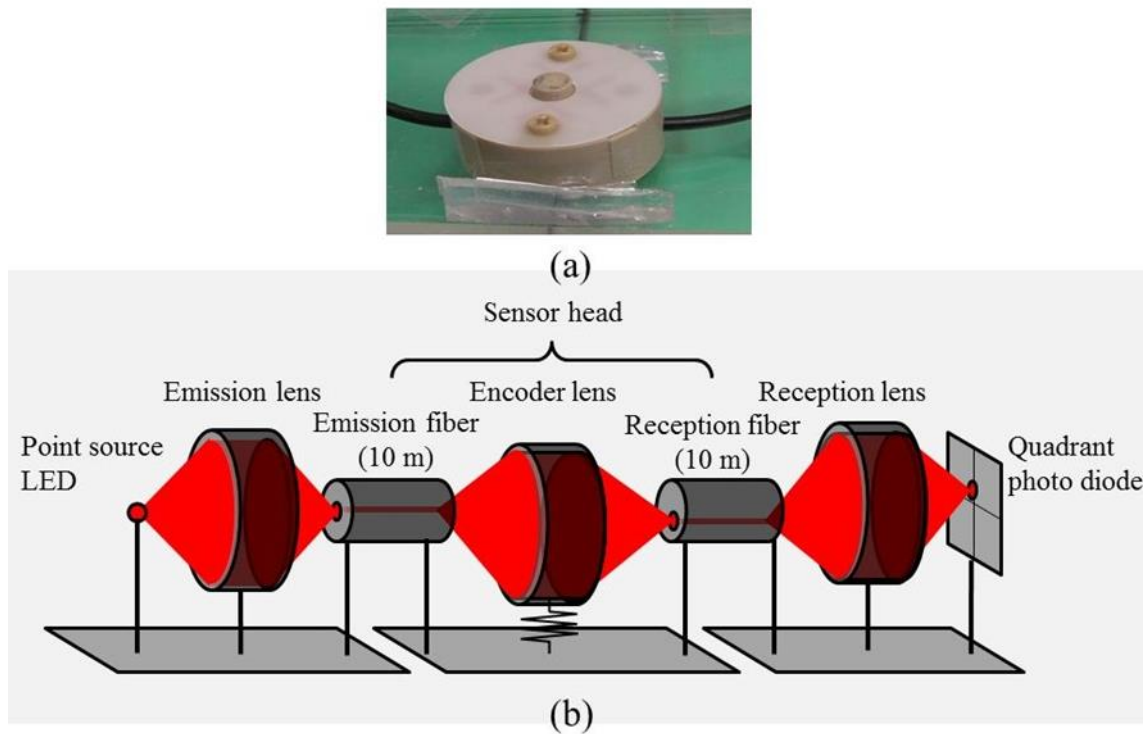 (a)
Sensor head
Emission lens
Encoder lens
Reception lens
Point source
LED
Emission fiber
(10 m)
Reception fiber
(10 m)
Quadrant
photo diode
(b)